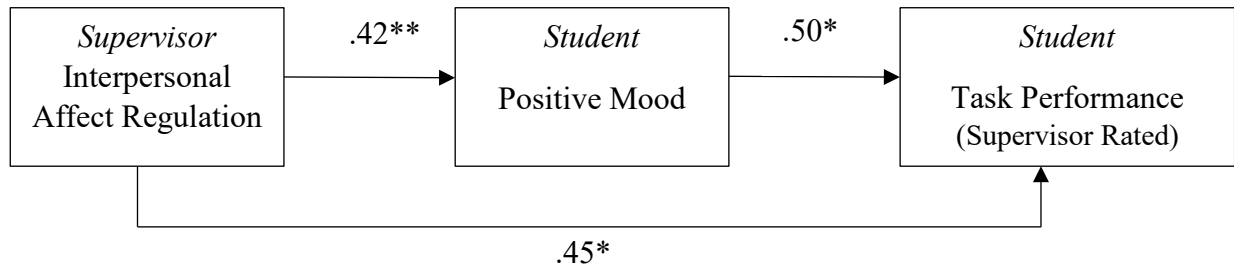 Supervisor
Interpersonal
Affect Regulation
.42**
Student
Positive Mood
.50*
Student
Task Performance
(Supervisor Rated)
.45*